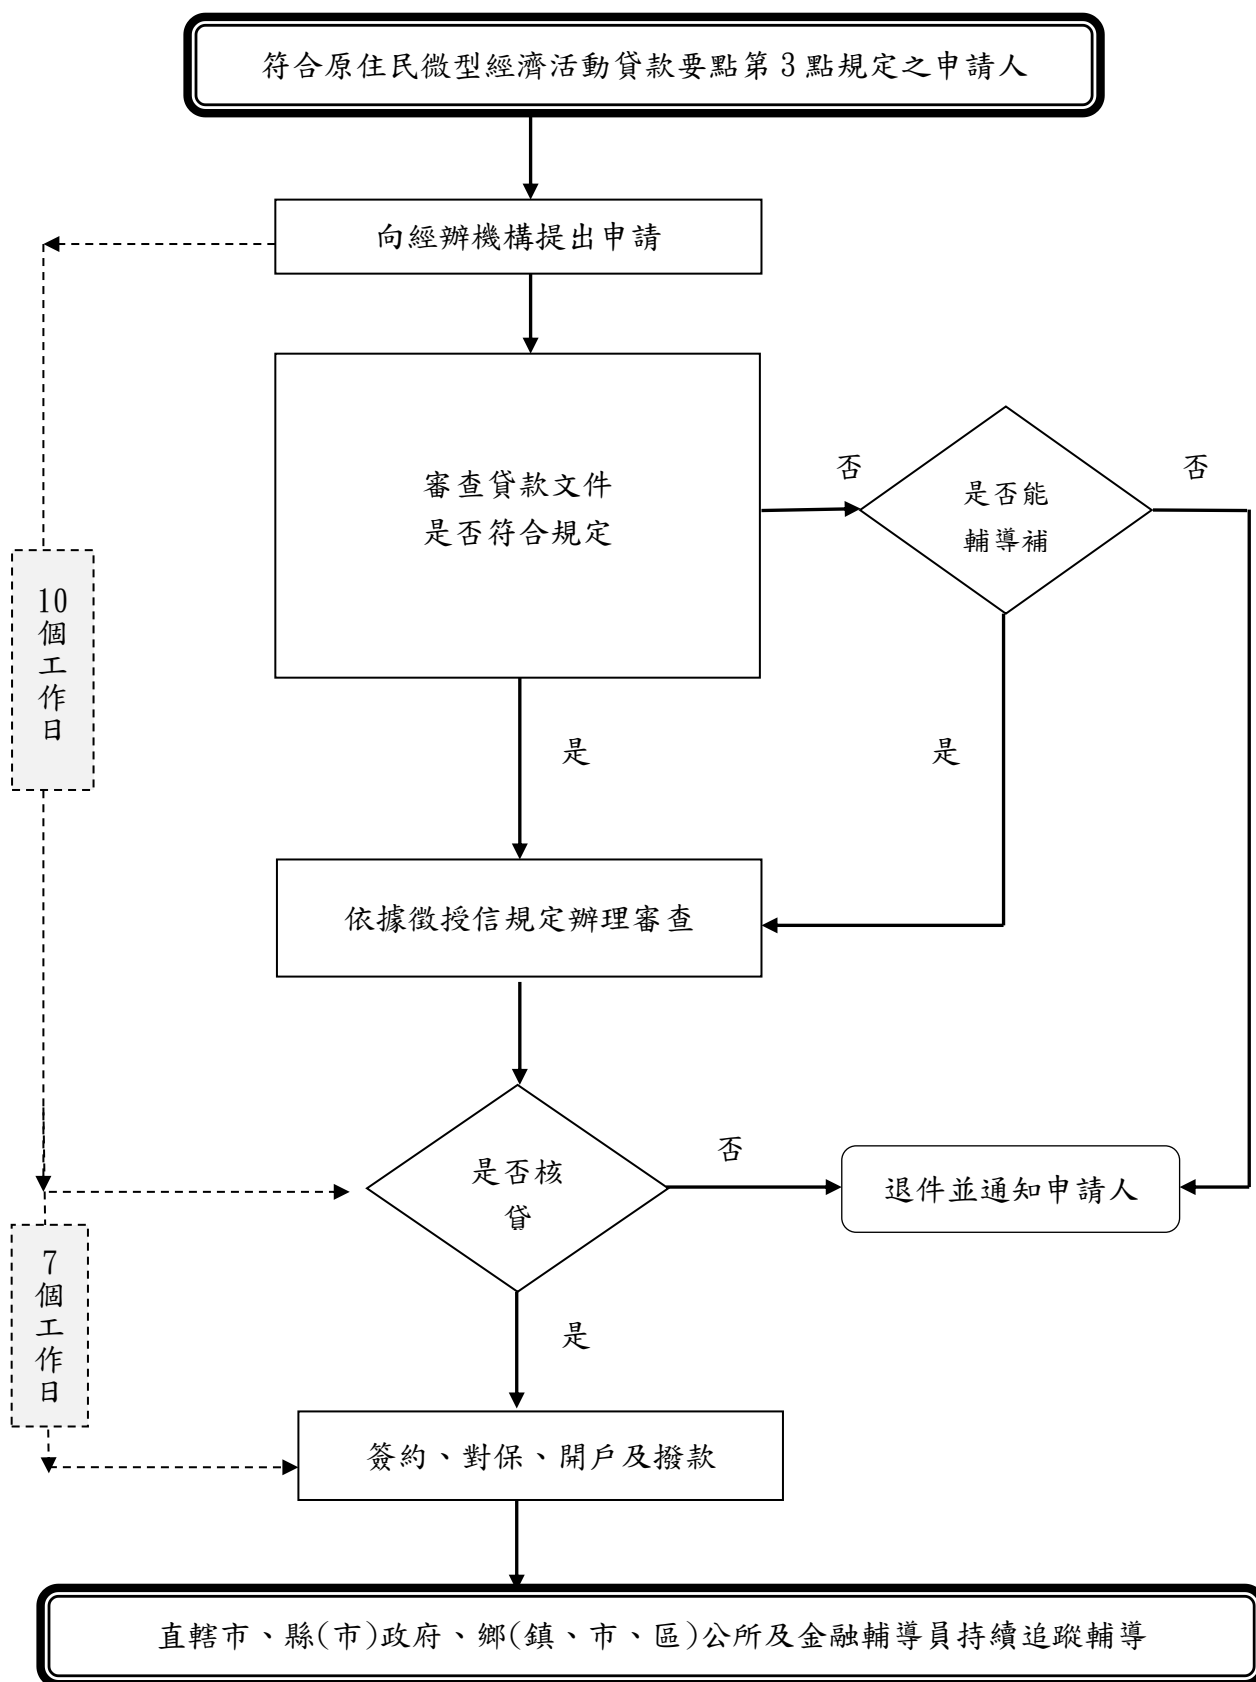 符合原住民微型經濟活動貸款要點第3點規定之申請人
向經辦機構提出申請
審查貸款文件
是否符合規定
否
是否能
輔導補
否
10
個
工
作
日
是
是
依據徵授信規定辦理審查
是否核
貸
否
退件並通知申請人
7
個
工
作
日
是
簽約、對保、開戶及撥款
直轄市、縣(市)政府、鄉(鎮、市、區)公所及金融輔導員持續追蹤輔導